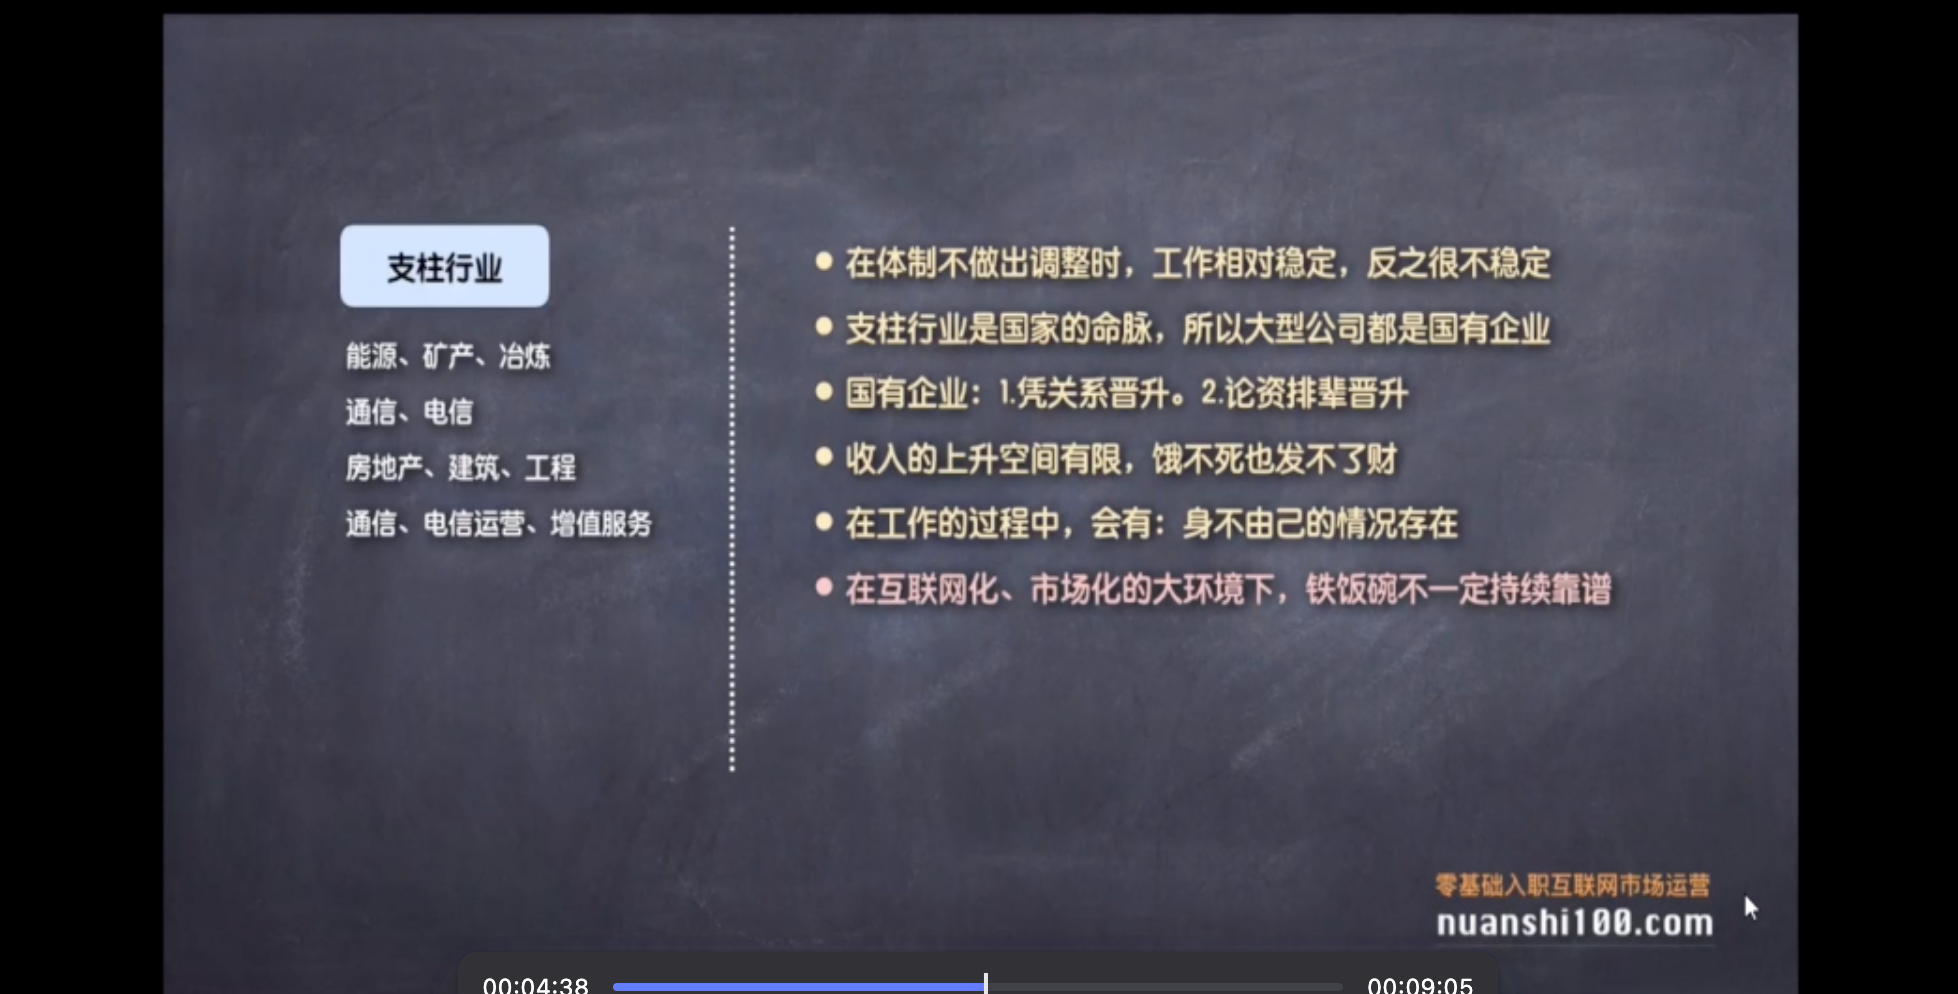 支柱行业
能源、矿产、冶炼
通信、电信
房地产、建筑、工程
通信、电信运营、增值服务
在体制不做出调整时，工作相对稳定，反之很不稳定
支柱行业是国家的命脉，所以大型公司都是国有企业
国有企业：1.凭关系晋升。2.论资排辈晋升
收入的上升空间有限，饿不死也发不了财
在工作的过程中，会有：身不由己的情况存在
在互联网化、市场化的大环境下，铁饭碗不一定持续靠谱
零基础入职互联网市场运营
nuanshi100.com
00:04:38
00:09:05